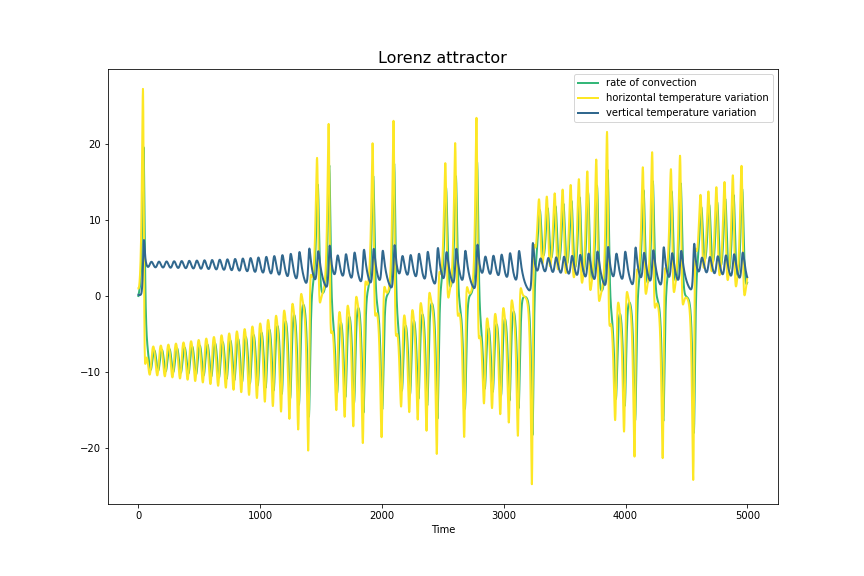 Lorenz attractor
rate of convection
horizontal temperature variation
vertical temperature variation
20
10
0
−10
−20
0
1000
2000
3000
4000
5000
Time